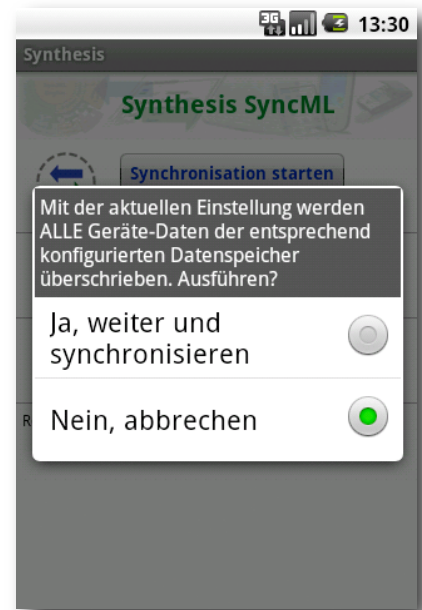 3G 13:30
Synthesis
Synthesis SyncML
Synchronisation starten
Mit der aktuellen Einstellung werden
ALLE Geräte-Daten der entsprechend
konfigurierten Datenspeicher
überschrieben. Ausführen?
Ja, weiter und
synchronisieren
Nein, abbrechen
R